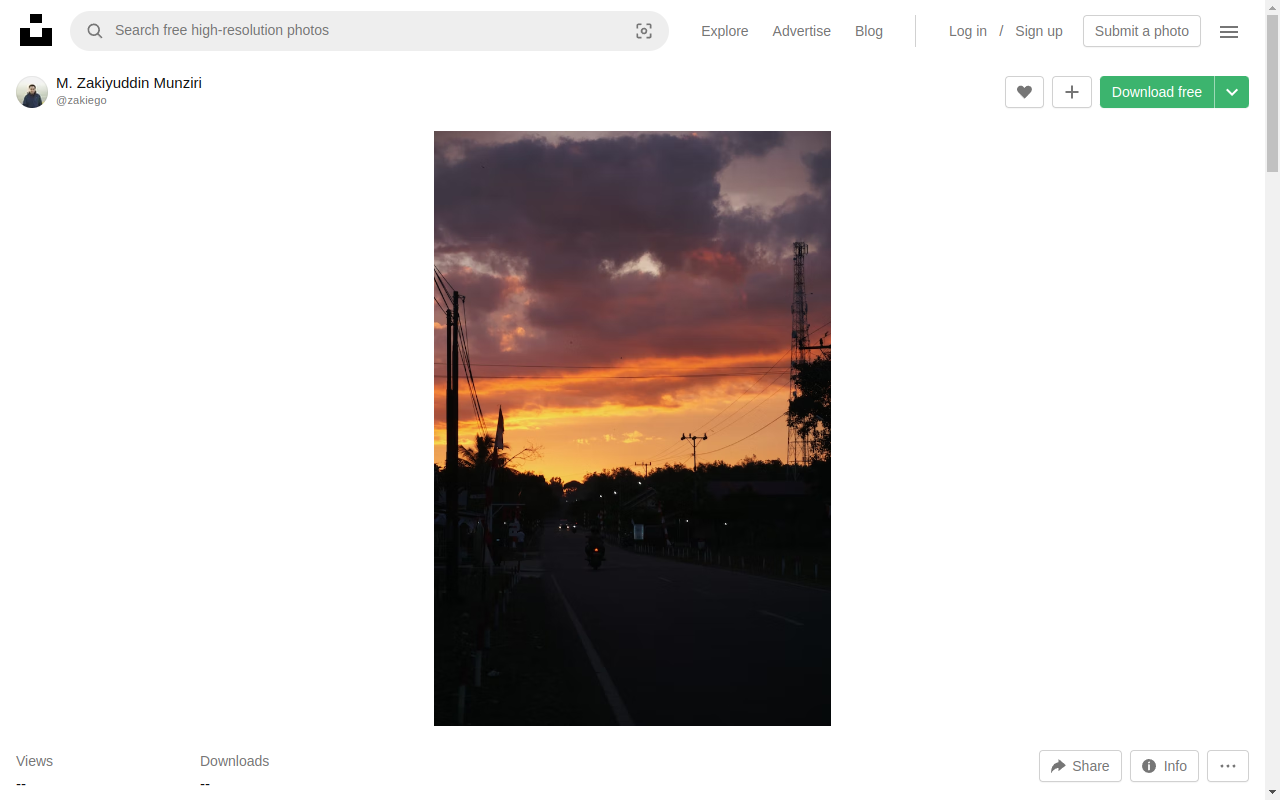 Search free high-resolution photos
Explore
Advertise
Blog
Log in
/
Sign up
Submit a photo
M. Zakiyuddin Munziri
@zakiego
Download free
Views
--
Downloads
--
Share
Info